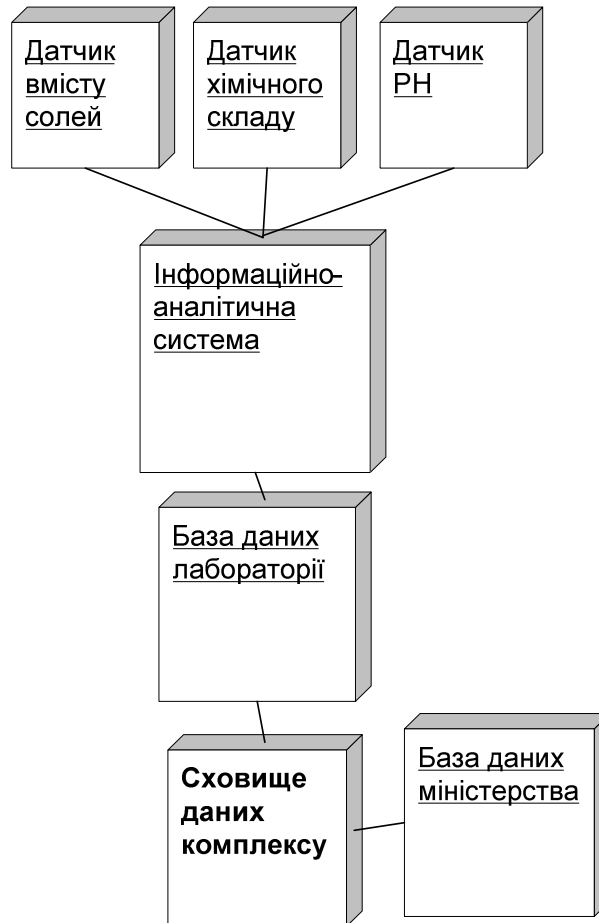 Датчик
вмісту
солей
Датчик
хімічного
складу
Датчик
РН
Інформаційно-
аналітична
система
База даних
лабораторії
Сховище
даних
комплексу
База даних
міністерства